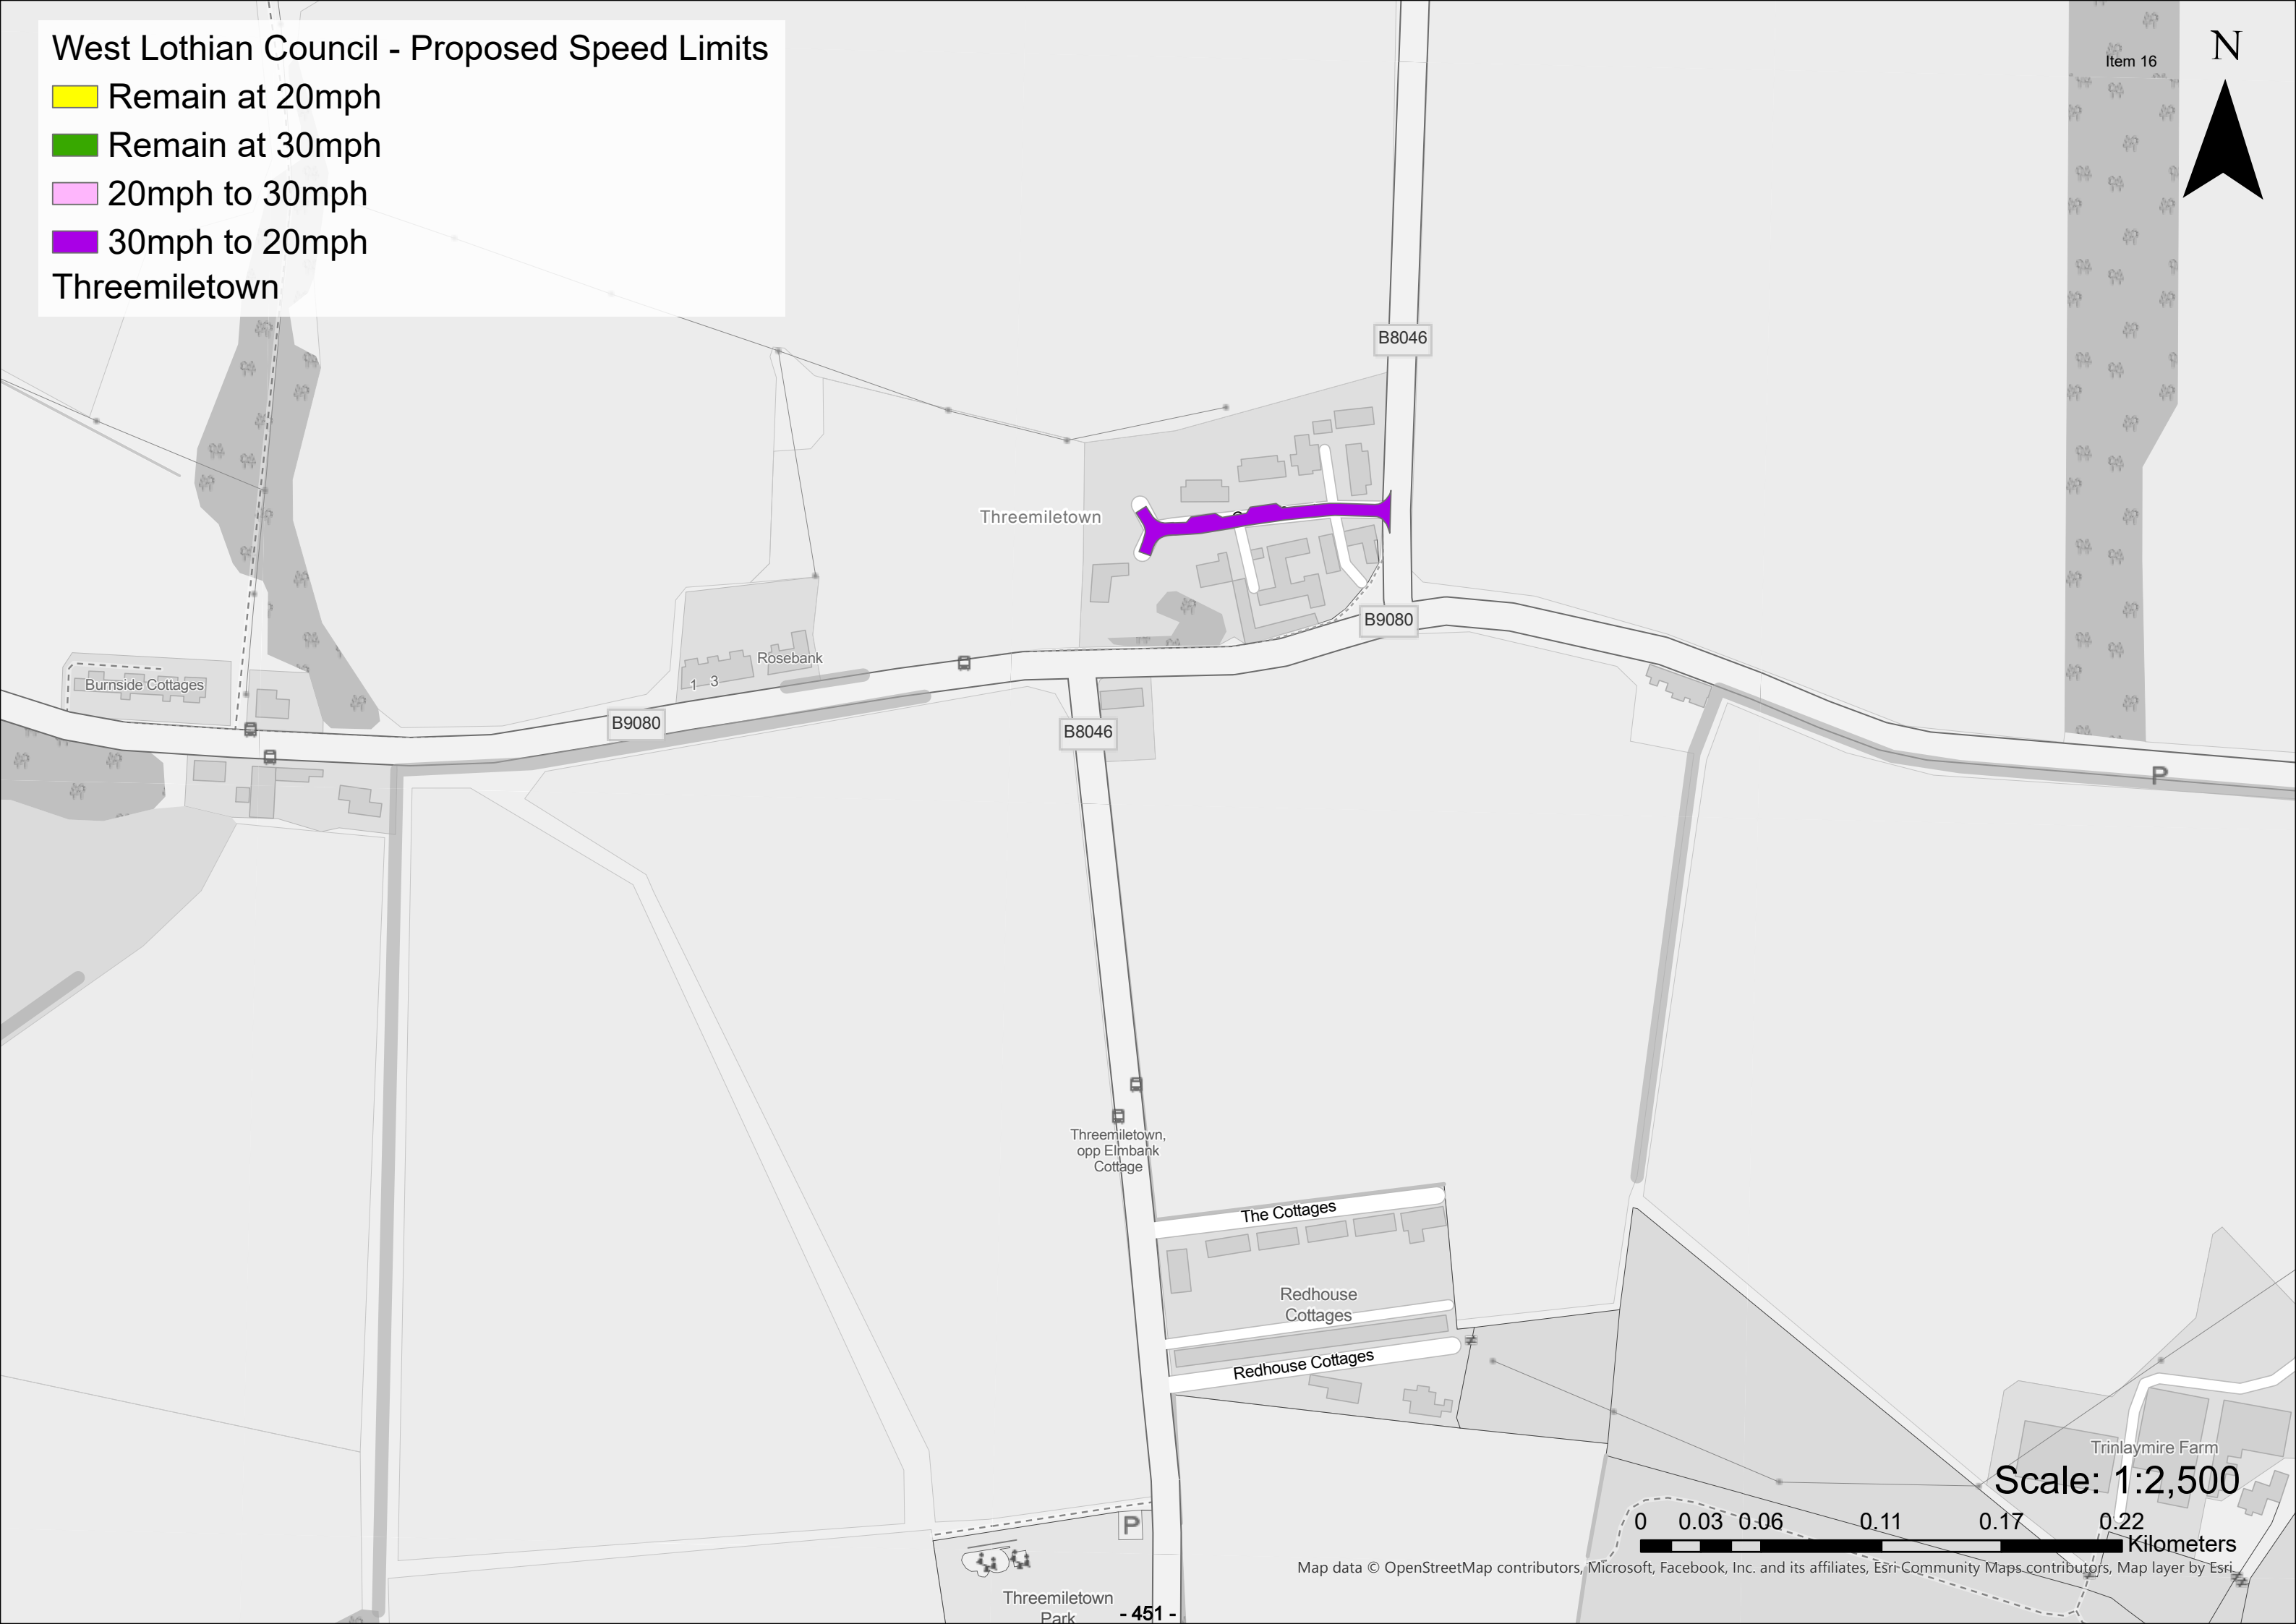 West Lothian Council - Proposed Speed Limits
Remain at 20mph
Remain at 30mph
20mph to 30mph
30mph to 20mph
Threemiletown
Item 16
N
B8046
Threemiletown
B9080
Rosebank
1 3
Burnside Cottages
B9080
B8046
P
Threemiletown,
opp Elmbank
Cottage
The Cottages
Redhouse
Cottages
Redhouse Cottages
Trinlaymire Farm
Scale: 1:2,500
0 0.03 0.06 0.11 0.17 0.22
Kilometers
P
Map data © OpenStreetMap contributors, Microsoft, Facebook, Inc. and its affiliates, Esri Community Maps contributors, Map layer by Esri
Threemiletown
Park
- 451 -